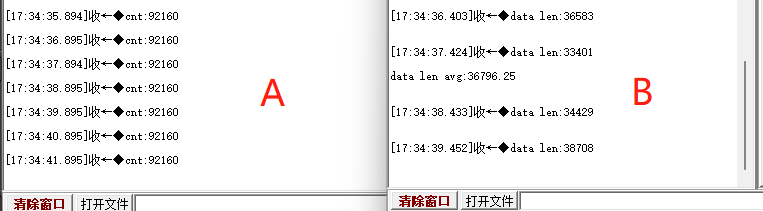 [17:34:35.894]收←◆cnt:92160
[17:34:36.895]收←◆cnt:92160
[17:34:37.894]收←◆cnt:92160
[17:34:38.895]收←◆cnt:92160
[17:34:39.895]收←◆cnt:92160
[17:34:40.895]收←◆cnt:92160
[17:34:41.895]收←◆cnt:92160
A
清除窗口 打开文件
[17:34:36.403]收←◆data len:36583
[17:34:37.424]收←◆data len:33401
data len avg:36796.25
[17:34:38.433]收←◆data len:34429
[17:34:39.452]收←◆data len:38708
B
清除窗口 打开文件